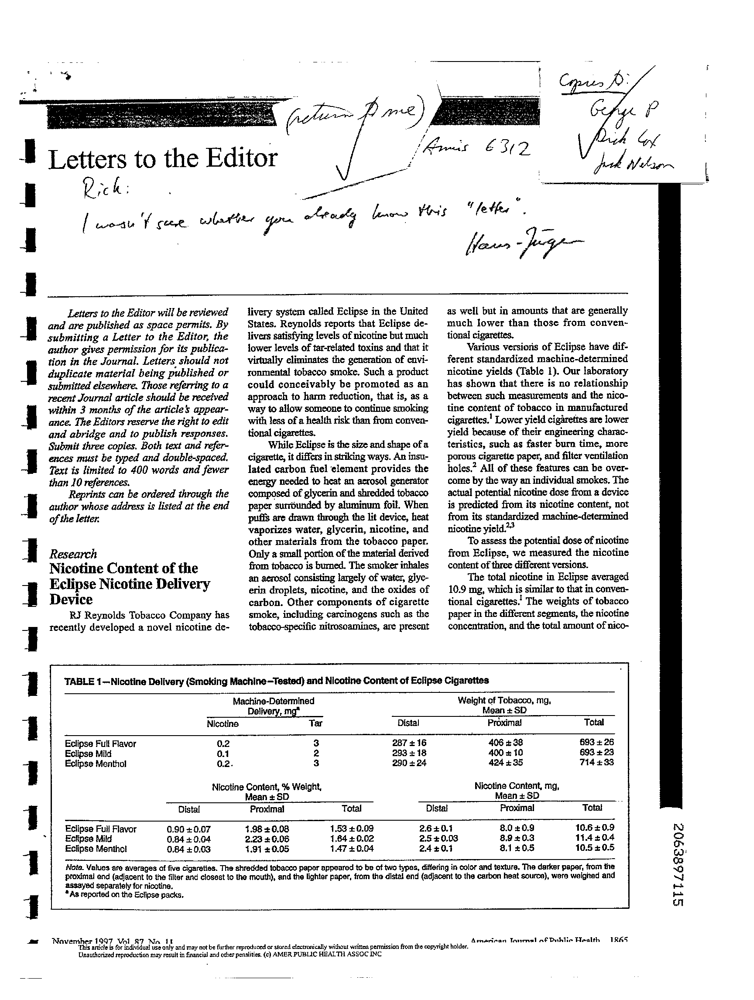 Copies to:
George P
Rich Cox
Jack Nelson
(return to me)
Amis 6312
Letters to the Editor
Rich:
I wasn't sure whether you already know this "letter".
Hans-Jürgen
Letters to the Editor will be reviewed
and are published as space permits. By
submitting a Letter to the Editor, the
author gives permission for its publica-
tion in the Journal. Letters should not
duplicate material being published or
submitted elsewhere. Those referring to a
recent Journal article should be received
within 3 months of the article's appear-
ance. The Editors reserve the right to edit
and abridge and to publish responses.
Submit three copies. Both text and refer-
ences must be typed and double-spaced.
Text is limited to 400 words and fewer
than 10 references.
Reprints can be ordered through the
author whose address is listed at the end
of the letter.
Research
Nicotine Content of the
Eclipse Nicotine Delivery
Device
RJ Reynolds Tobacco Company has
recently developed a novel nicotine de-
livery system called Eclipse in the United
States. Reynolds reports that Eclipse de-
livers satisfying levels of nicotine but much
lower levels of tar-related toxins and that it
virtually eliminates the generation of envi-
ronmental tobacco smoke. Such a product
could conceivably be promoted as an
approach to harm reduction, that is, as a
way to allow someone to continue smoking
with less of a health risk than from conven-
tional cigarettes.
While Eclipse is the size and shape of a
cigarette, it differs in striking ways. An insu-
lated carbon fuel element provides the
energy needed to heat an aerosol generator
composed of glycerin and shredded tobacco
paper surrounded by aluminum foil. When
puffs are drawn through the lit device, heat
vaporizes water, glycerin, nicotine, and
other materials from the tobacco paper.
Only a small portion of the material derived
from tobacco is burned. The smoker inhales
an aerosol consisting largely of water, glyc-
erin droplets, nicotine, and the oxides of
carbon. Other components of cigarette
smoke, including carcinogens such as the
tobacco-specific nitrosoamines, are present
as well but in amounts that are generally
much lower than those from conven-
tional cigarettes.
Various versions of Eclipse have dif-
ferent standardized machine-determined
nicotine yields (Table 1). Our laboratory
has shown that there is no relationship
between such measurements and the nico-
tine content of tobacco in manufactured
cigarettes.1 Lower yield cigarettes are lower
yield because of their engineering charac-
teristics, such as faster burn time, more
porous cigarette paper, and filter ventilation
holes.2 All of these features can be over-
come by the way an individual smokes. The
actual potential nicotine dose from a device
is predicted from its nicotine content, not
from its standardized machine-determined
nicotine yield.2,3
To assess the potential dose of nicotine
from Eclipse, we measured the nicotine
content of three different versions.
The total nicotine in Eclipse averaged
10.9 mg, which is similar to that in conven-
tional cigarettes.1 The weights of tobacco
paper in the different segments, the nicotine
concentration, and the total amount of nico-
TABLE 1—Nicotine Delivery (Smoking Machine–Tested) and Nicotine Content of Eclipse Cigarettes
Machine-Determined Weight of Tobacco, mg,
Delivery, mg* Mean ± SD
Nicotine Tar Distal Proximal Total
Eclipse Full Flavor 0.2 3 287 ± 16 406 ± 38 693 ± 26
Eclipse Mild 0.1 2 293 ± 18 400 ± 10 693 ± 23
Eclipse Menthol 0.2 3 290 ± 24 424 ± 35 714 ± 33
Nicotine Content, % Weight, Nicotine Content, mg,
Mean ± SD Mean ± SD
Distal Proximal Total Distal Proximal Total
Eclipse Full Flavor 0.90 ± 0.07 1.98 ± 0.08 1.53 ± 0.09 2.6 ± 0.1 8.0 ± 0.9 10.6 ± 0.9
Eclipse Mild 0.84 ± 0.04 2.23 ± 0.06 1.64 ± 0.02 2.5 ± 0.03 8.9 ± 0.3 11.4 ± 0.4
Eclipse Menthol 0.84 ± 0.03 1.91 ± 0.05 1.47 ± 0.04 2.4 ± 0.1 8.1 ± 0.5 10.5 ± 0.5
Note. Values are averages of five cigarettes. The shredded tobacco paper appeared to be of two types, differing in color and texture. The darker paper, from the
proximal end (adjacent to the filter and closest to the mouth), and the lighter paper, from the distal end (adjacent to the carbon heat source), were weighed and
assayed separately for nicotine.
*As reported on the Eclipse packs.
2063897115
November 1997, Vol. 87, No. 11 American Journal of Public Health 1865
This article is for individual use only and may not be further reproduced or stored electronically without written permission from the copyright holder.
Unauthorized reproduction may result in financial and other penalties. (c) AMER PUBLIC HEALTH ASSOC INC